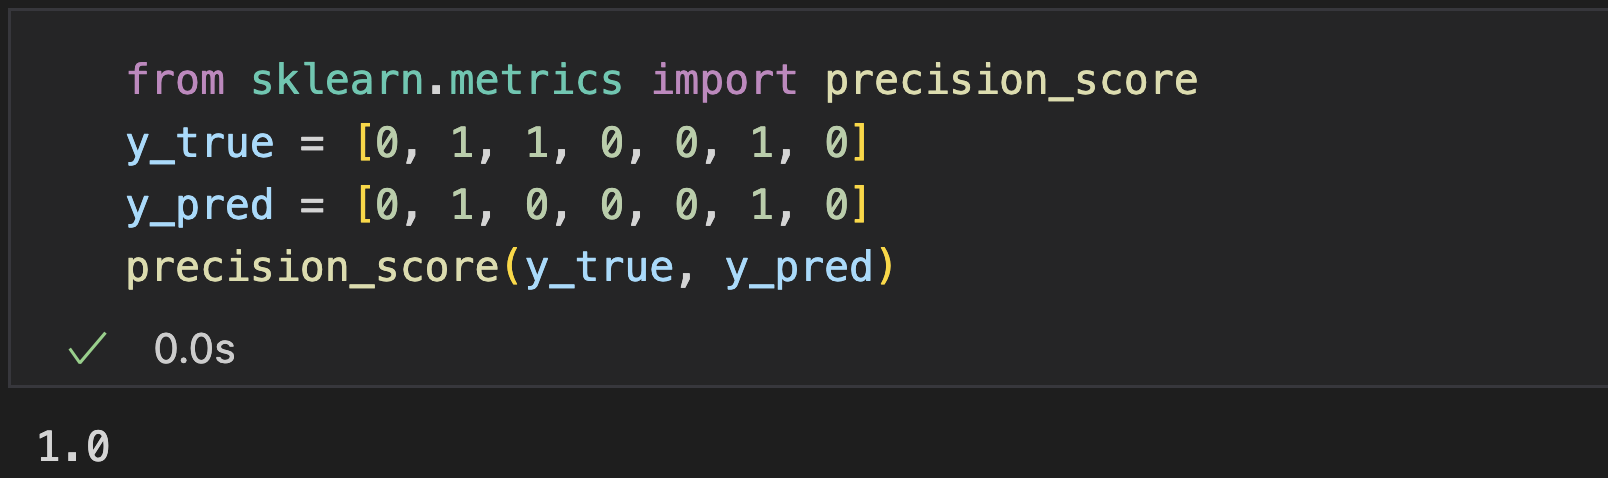 from sklearn.metrics import precision_score
y_true = [0, 1, 1, 0, 0, 1, 0]
y_pred = [0, 1, 0, 0, 0, 1, 0]
precision_score(y_true, y_pred)
0.0s
1.0